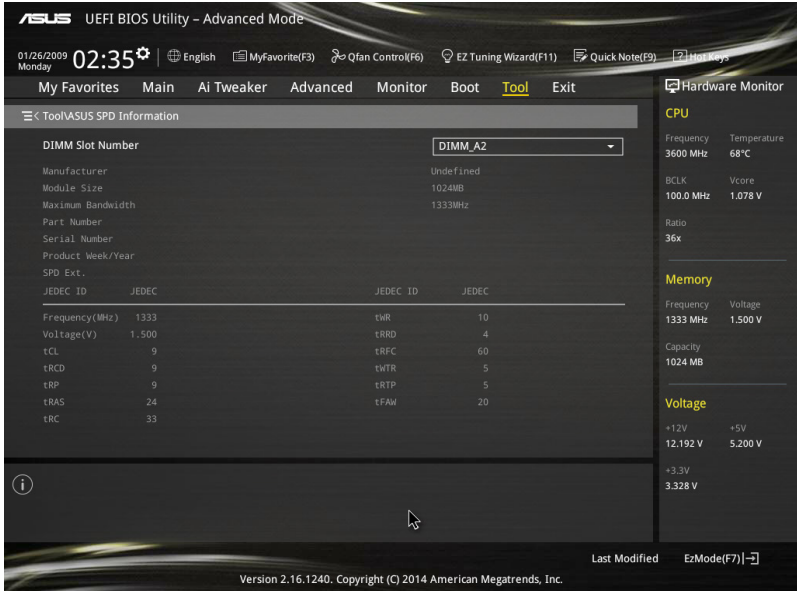 ASUS UEFI BIOS Utility – Advanced Mode
01/26/2009 Monday 02:35 English MyFavorite(F3) Qfan Control(F6) EZ Tuning Wizard(F11) Quick Note(F9) ? Hot Keys
My Favorites Main Ai Tweaker Advanced Monitor Boot Tool Exit
Tool\ASUS SPD Information
DIMM Slot Number DIMM_A2
Manufacturer Undefined
Module Size 1024MB
Maximum Bandwidth 1333MHz
Part Number
Serial Number
Product Week/Year
SPD Ext.
JEDEC ID JEDEC JEDEC ID JEDEC
Frequency(MHz) 1333 tWR 10
Voltage(V) 1.500 tRRD 4
tCL 9 tRFC 60
tRCD 9 tWTR 5
tRP 9 tRTP 5
tRAS 24 tFAW 20
tRC 33
Hardware Monitor
CPU
Frequency Temperature
3600 MHz 68°C
BCLK Vcore
100.0 MHz 1.078 V
Ratio
36x
Memory
Frequency Voltage
1333 MHz 1.500 V
Capacity
1024 MB
Voltage
+12V +5V
12.192 V 5.200 V
+3.3V
3.328 V
Last Modified EzMode(F7)
Version 2.16.1240. Copyright (C) 2014 American Megatrends, Inc.